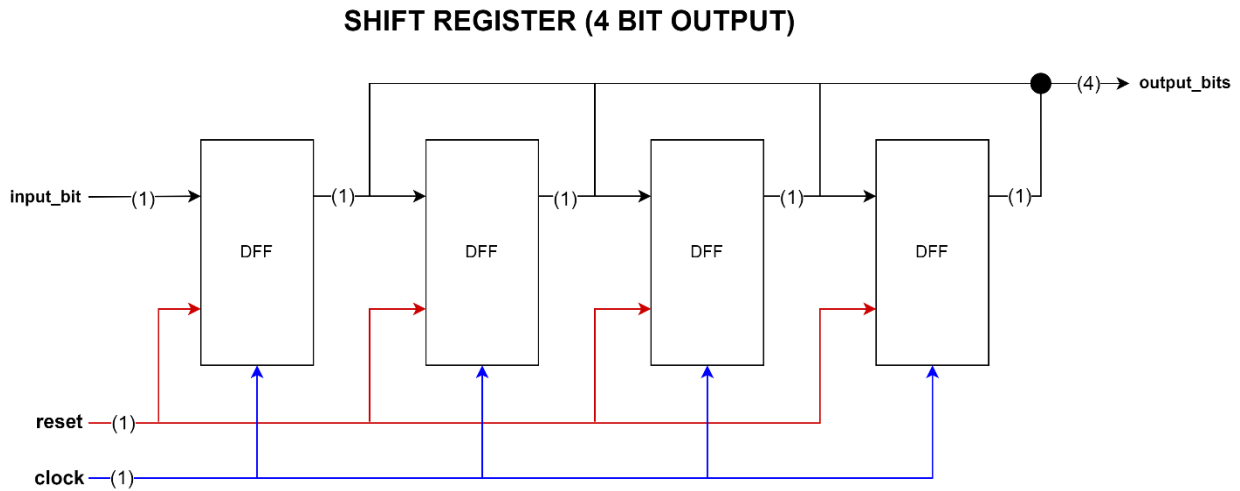 SHIFT REGISTER (4 BIT OUTPUT)
(4) output_bits
input_bit (1) (1) (1) (1) (1)
DFF DFF DFF DFF
reset (1)
clock (1)